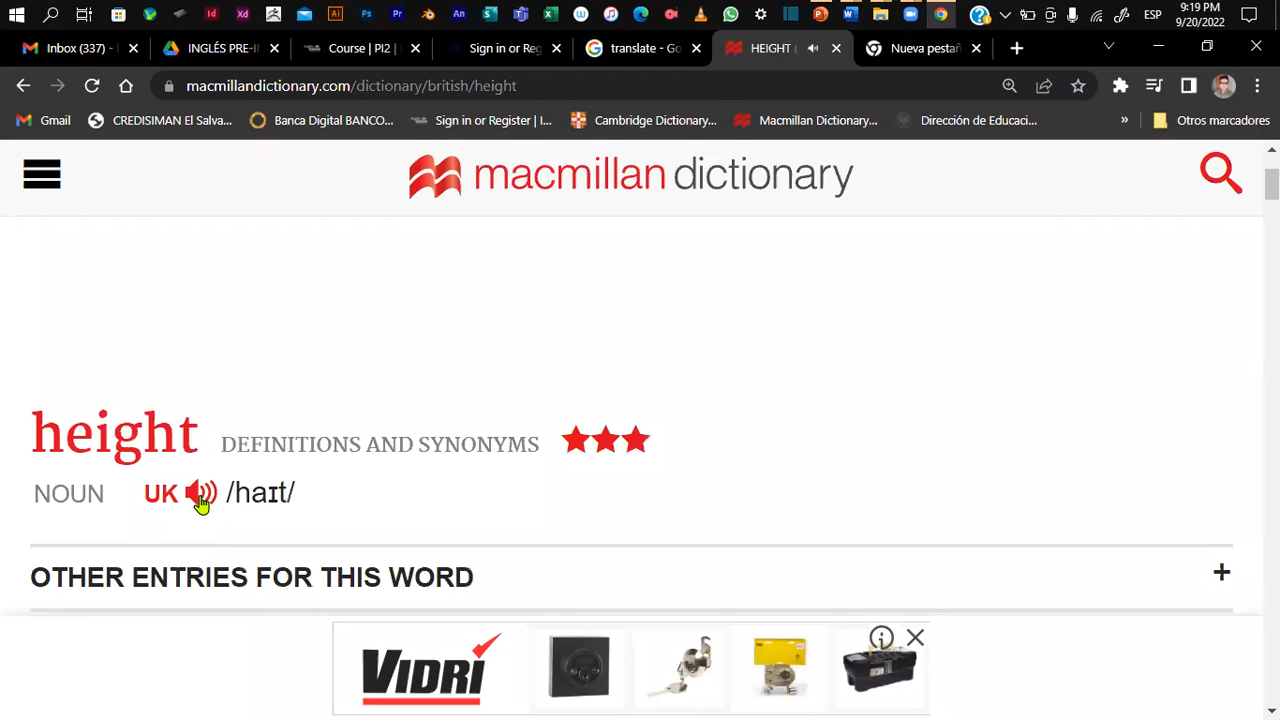 ESP
9:19 PM
9/20/2022
Inbox (337) -
INGLÉS PRE-I
Course | PI2 |
Sign in or Reg
translate - Go
HEIGHT
Nueva pestañ
macmillandictionary.com/dictionary/british/height
Gmail
CREDISIMAN El Salva...
Banca Digital BANCO...
Sign in or Register | I...
Cambridge Dictionary...
Macmillan Dictionary...
Dirección de Educaci...
»
Otros marcadores
macmillan dictionary
height DEFINITIONS AND SYNONYMS
NOUN UK /haɪt/
OTHER ENTRIES FOR THIS WORD +
VIDRI